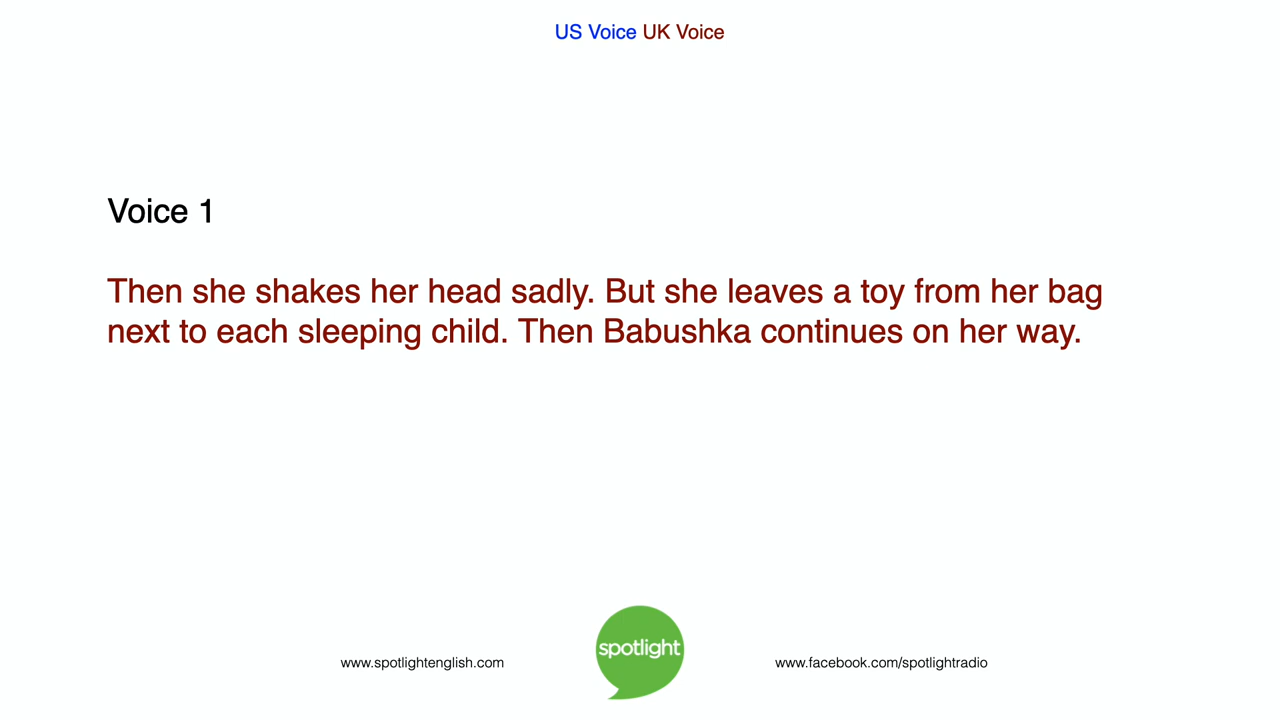 US Voice UK Voice
Voice 1
Then she shakes her head sadly. But she leaves a toy from her bag
next to each sleeping child. Then Babushka continues on her way.
spotlight
www.spotlightenglish.com
www.facebook.com/spotlightradio